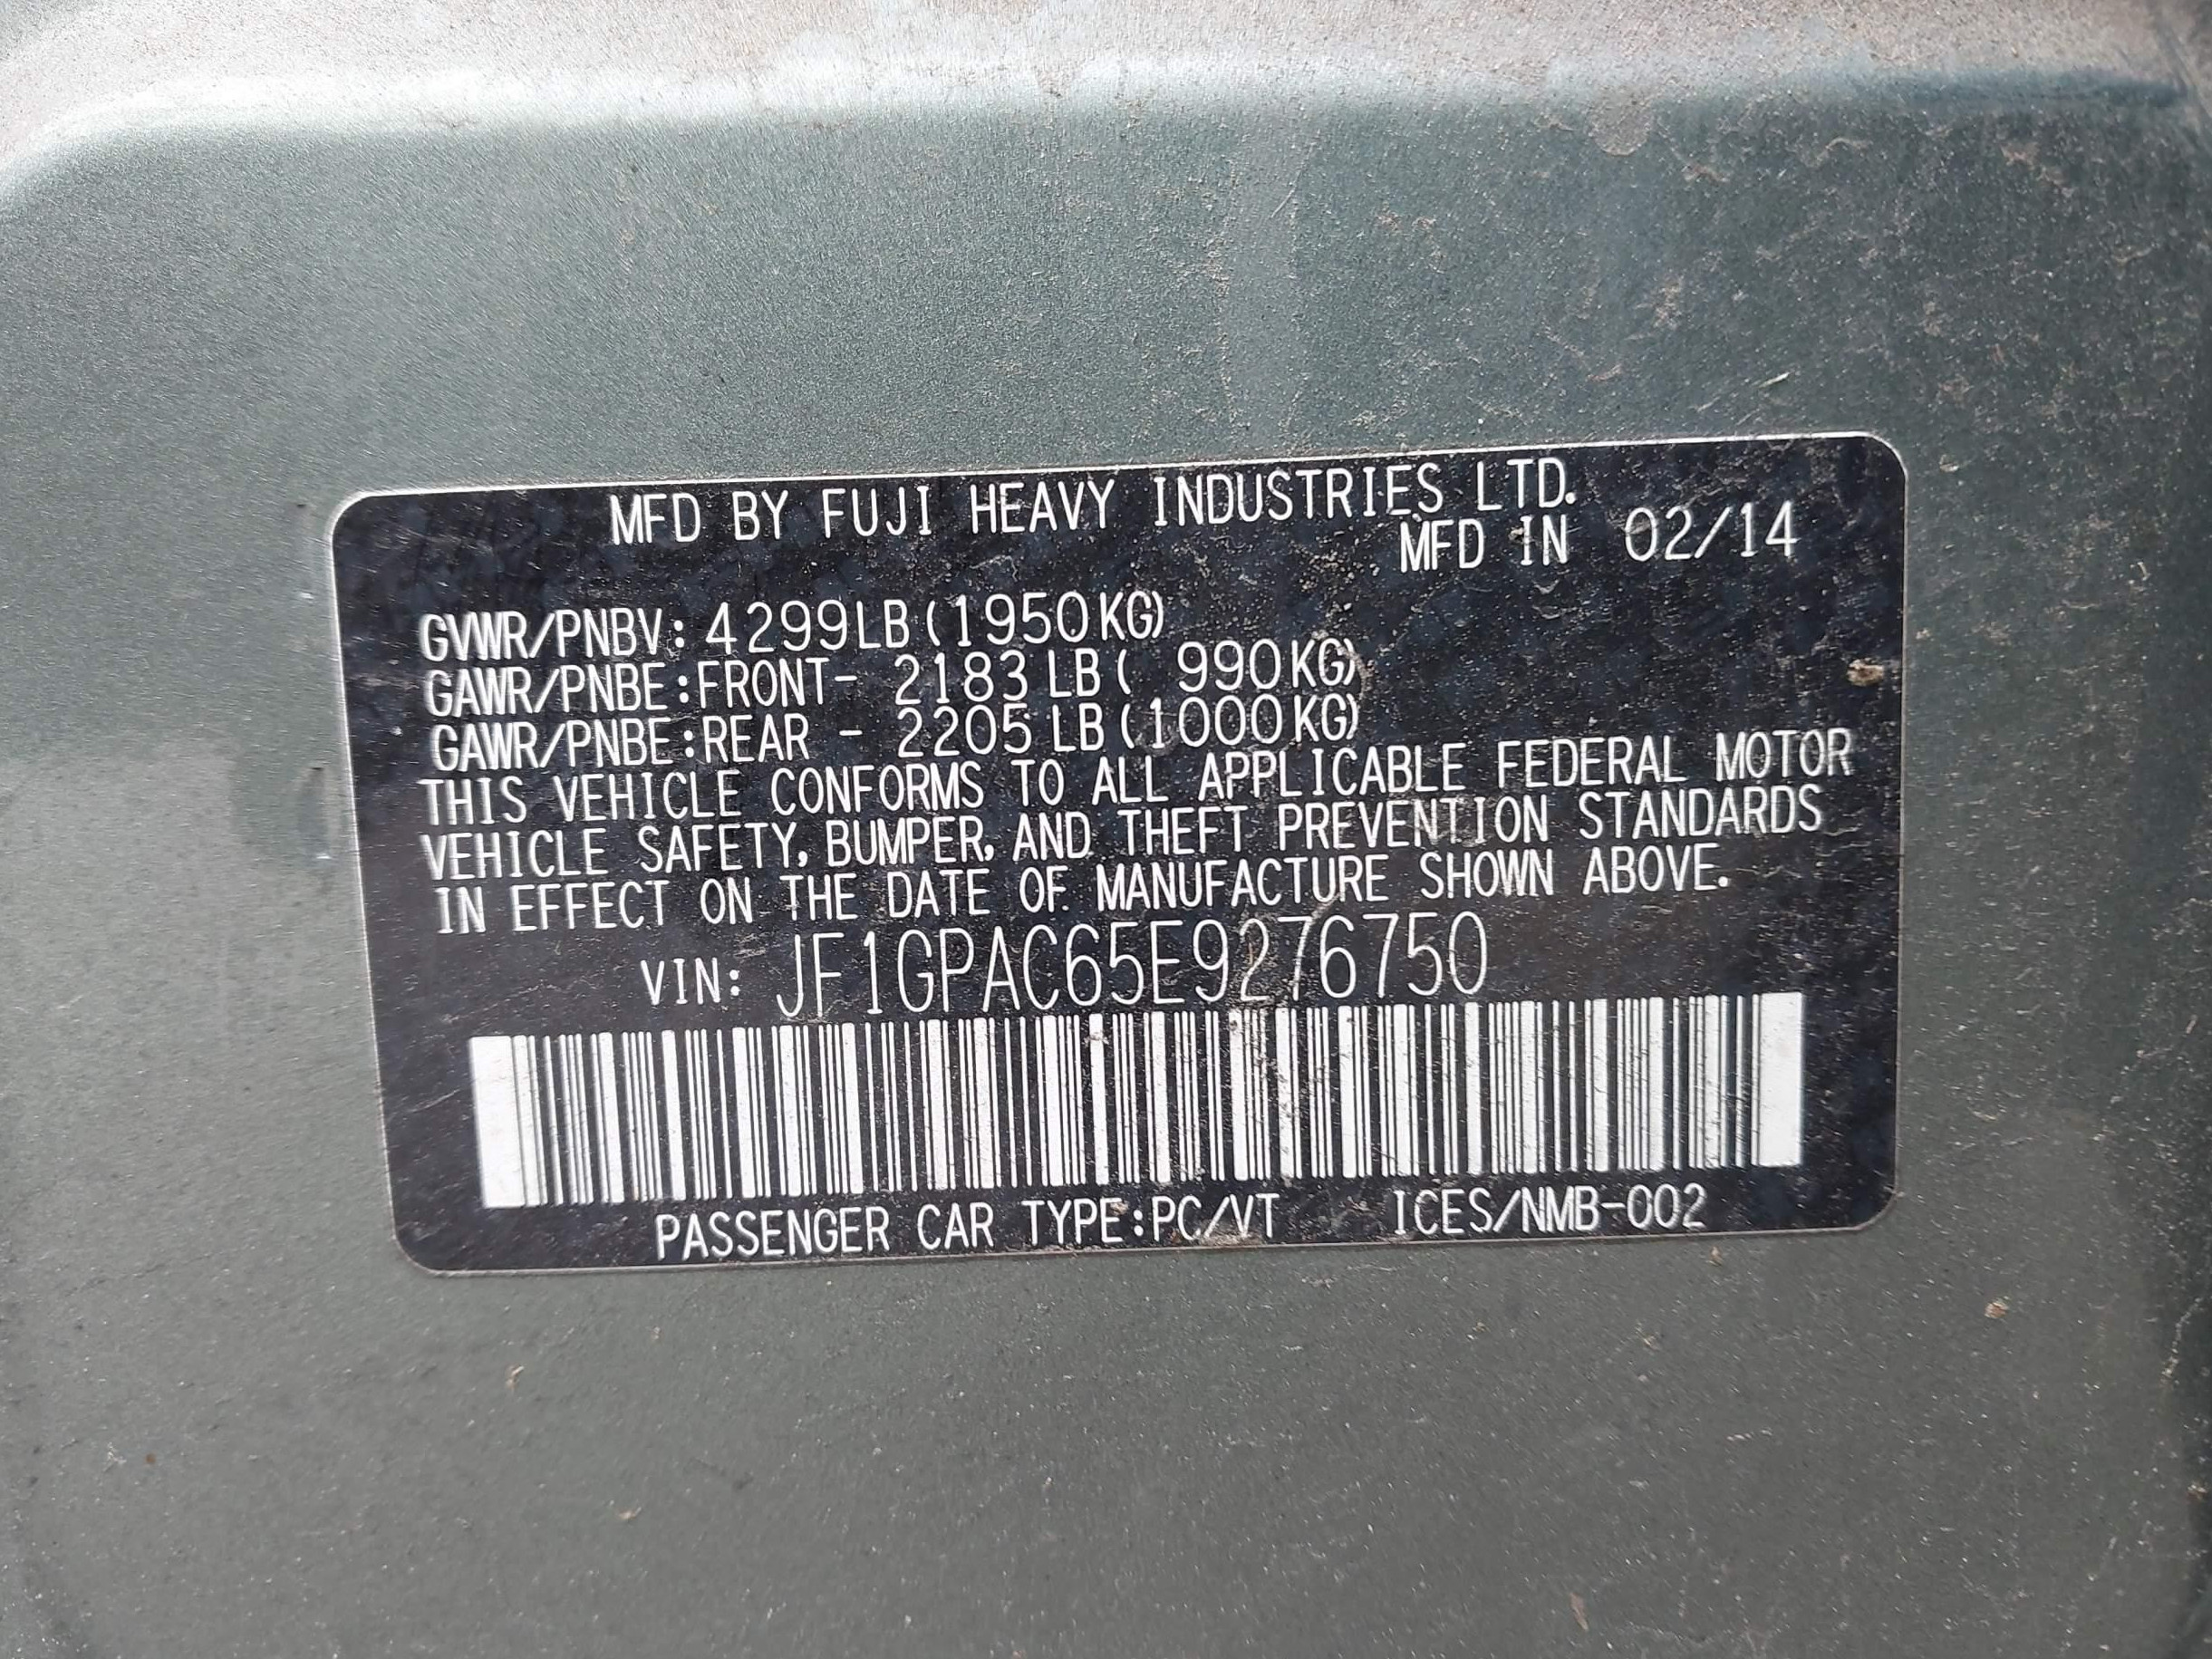 MFD BY FUJI HEAVY INDUSTRIES LTD.
MFD IN 02/14
GVWR/PNBV: 4299LB (1950KG)
GAWR/PNBE:FRONT- 2183 LB ( 990KG)
GAWR/PNBE:REAR - 2205 LB (1000KG)
THIS VEHICLE CONFORMS TO ALL APPLICABLE FEDERAL MOTOR
VEHICLE SAFETY, BUMPER, AND THEFT PREVENTION STANDARDS
IN EFFECT ON THE DATE OF MANUFACTURE SHOWN ABOVE.
VIN: JF1GPAC65E9276750
PASSENGER CAR TYPE:PC/VT ICES/NMB-002